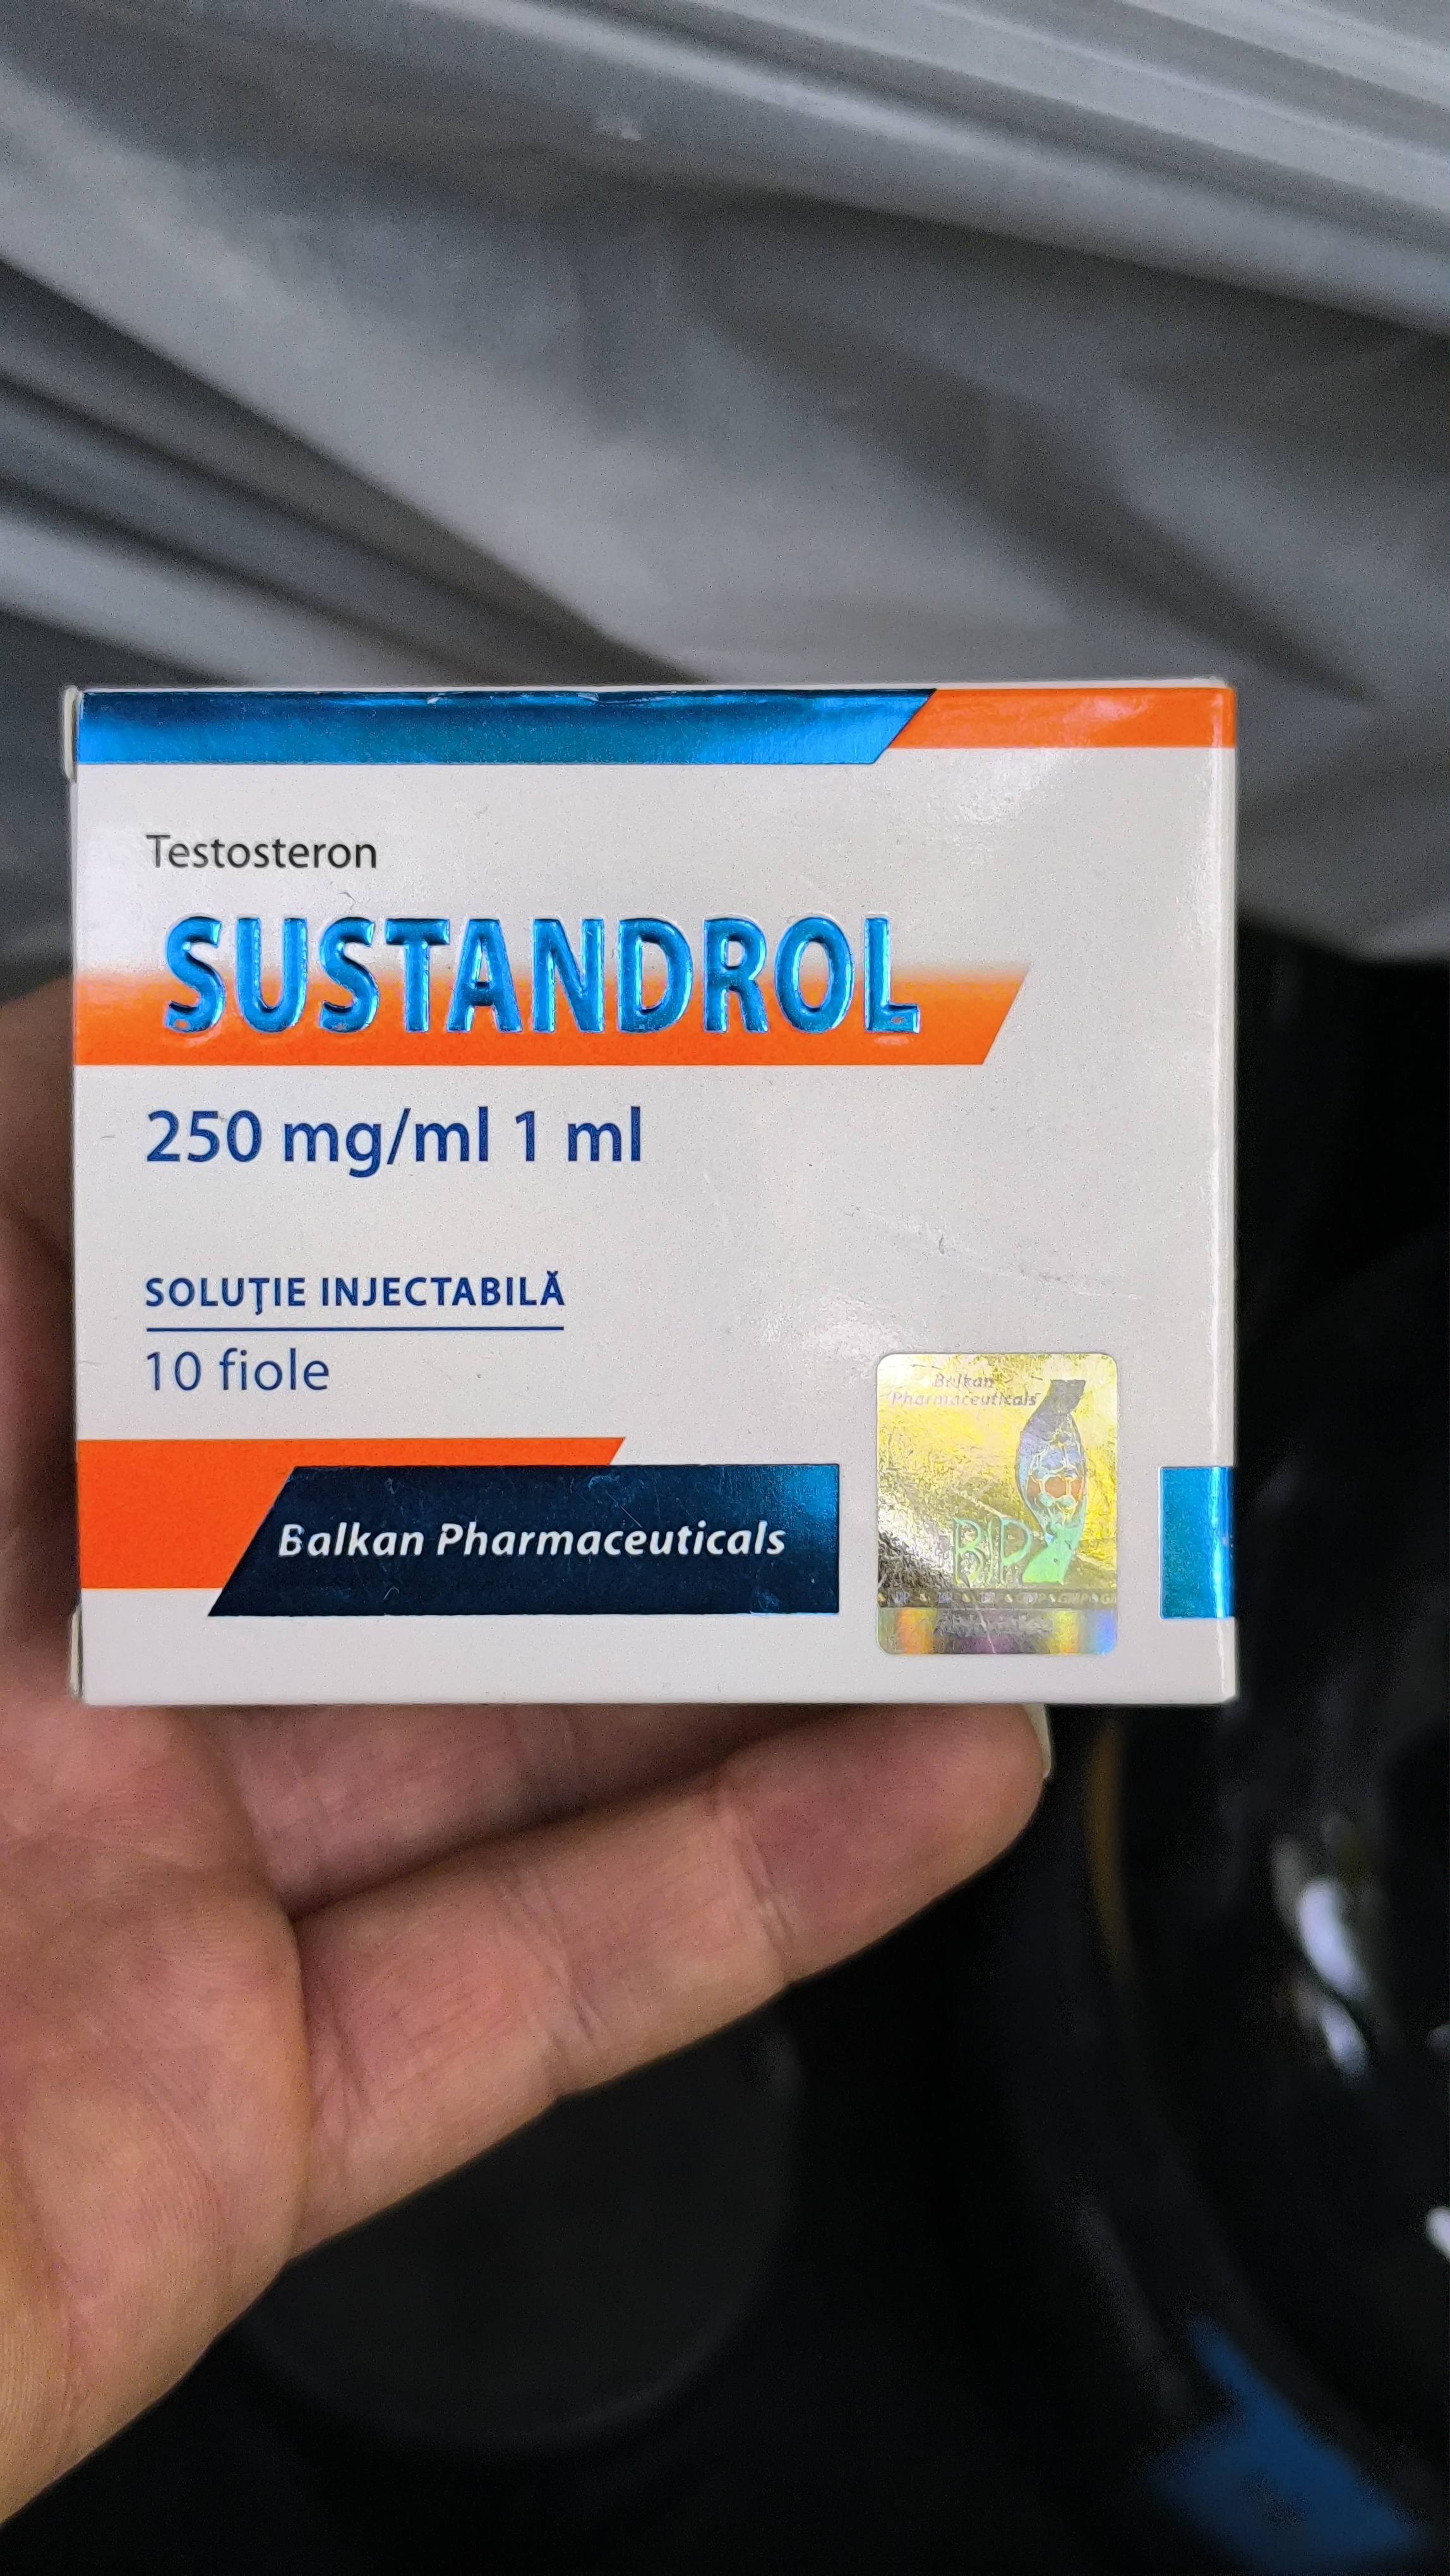 Testosteron
SUSTANDROL
250 mg/ml 1 ml
SOLUŢIE INJECTABILĂ
10 fiole
Balkan Pharmaceuticals
Balkan
Pharmaceuticals
BP